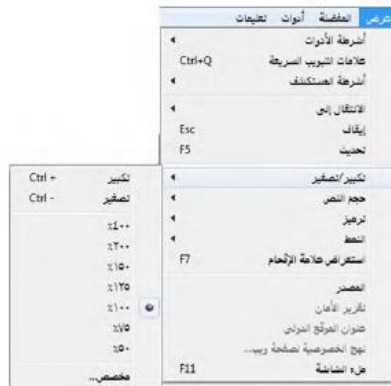 عرض المفضلة أدوات تعليمات
أشرطة الأدوات
علامات التبويب السريعة Ctrl+Q
أشرطة المستكشف
الانتقال إلى
إيقاف Esc
تحديث F5
تكبير/تصغير
حجم النص
ترميز
النمط
استعراض علامة الإقحام F7
المصدر
تقرير الأمان
عنوان الموقع الدولي
نهج الخصوصية لصفحة ويب...
ملء الشاشة F11
تكبير Ctrl +
تصغير Ctrl -
٪٤٠٠
٪٢٠٠
٪١٥٠
٪١٢٥
٪١٠٠
٪٧٥
٪٥٠
مخصص...